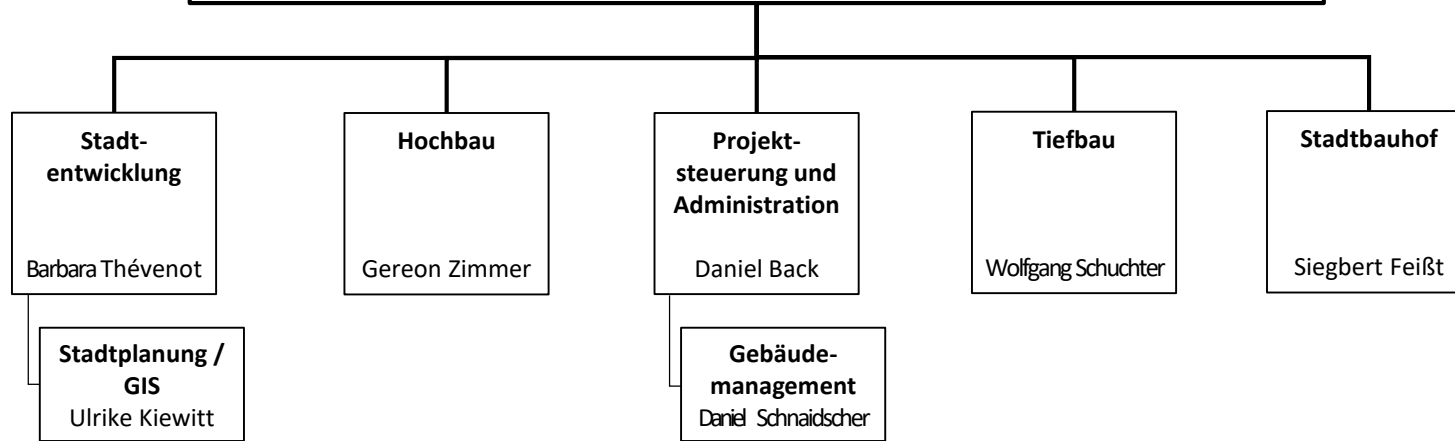 Stadt-
entwicklung
Barbara Thévenot
Hochbau
Gereon Zimmer
Projekt-
steuerung und
Administration
Daniel Back
Tiefbau
Wolfgang Schuchter
Stadtbauhof
Siegbert Feißt
Stadtplanung /
GIS
Ulrike Kiewitt
Gebäude-
management
Daniel Schnaidscher